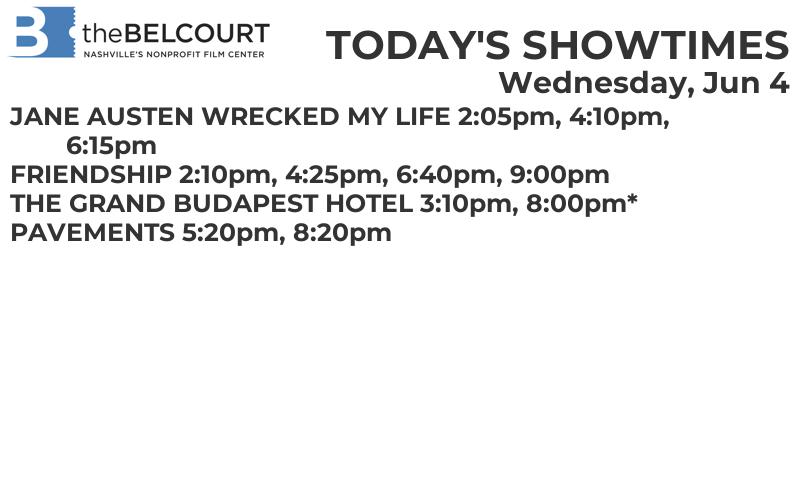 B theBELCOURT
NASHVILLE'S NONPROFIT FILM CENTER
TODAY'S SHOWTIMES
Wednesday, Jun 4
JANE AUSTEN WRECKED MY LIFE 2:05pm, 4:10pm,
6:15pm
FRIENDSHIP 2:10pm, 4:25pm, 6:40pm, 9:00pm
THE GRAND BUDAPEST HOTEL 3:10pm, 8:00pm*
PAVEMENTS 5:20pm, 8:20pm